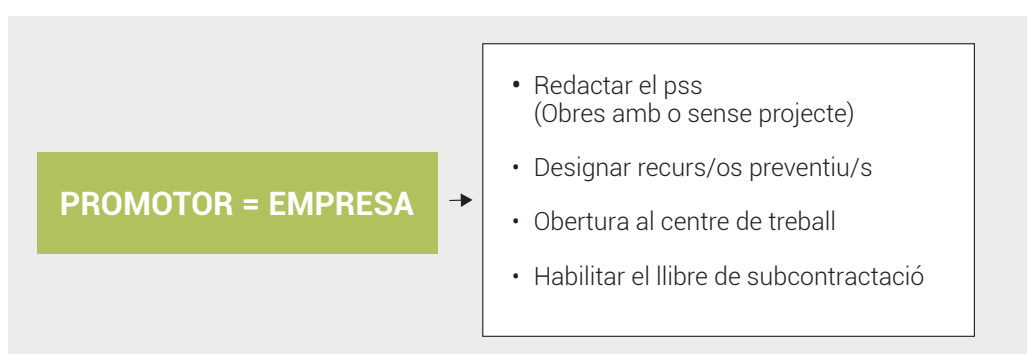 PROMOTOR = EMPRESA
• Redactar el pss
(Obres amb o sense projecte)
• Designar recurs/os preventiu/s
• Obertura al centre de treball
• Habilitar el llibre de subcontractació